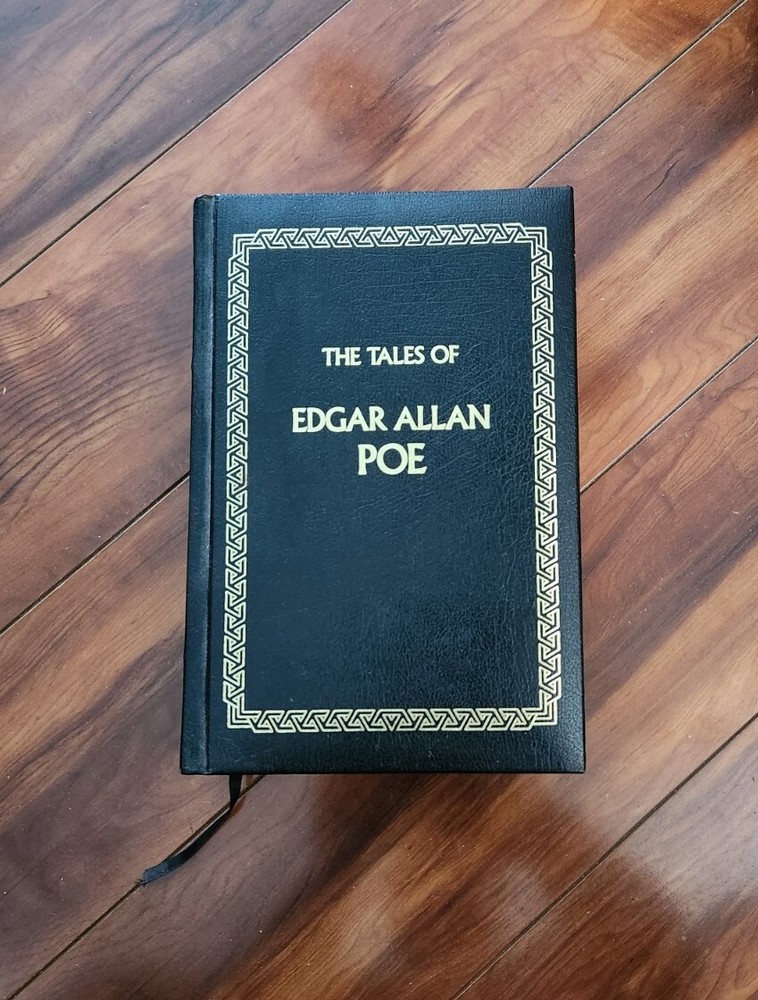 THE TALES OF
EDGAR ALLAN
POE